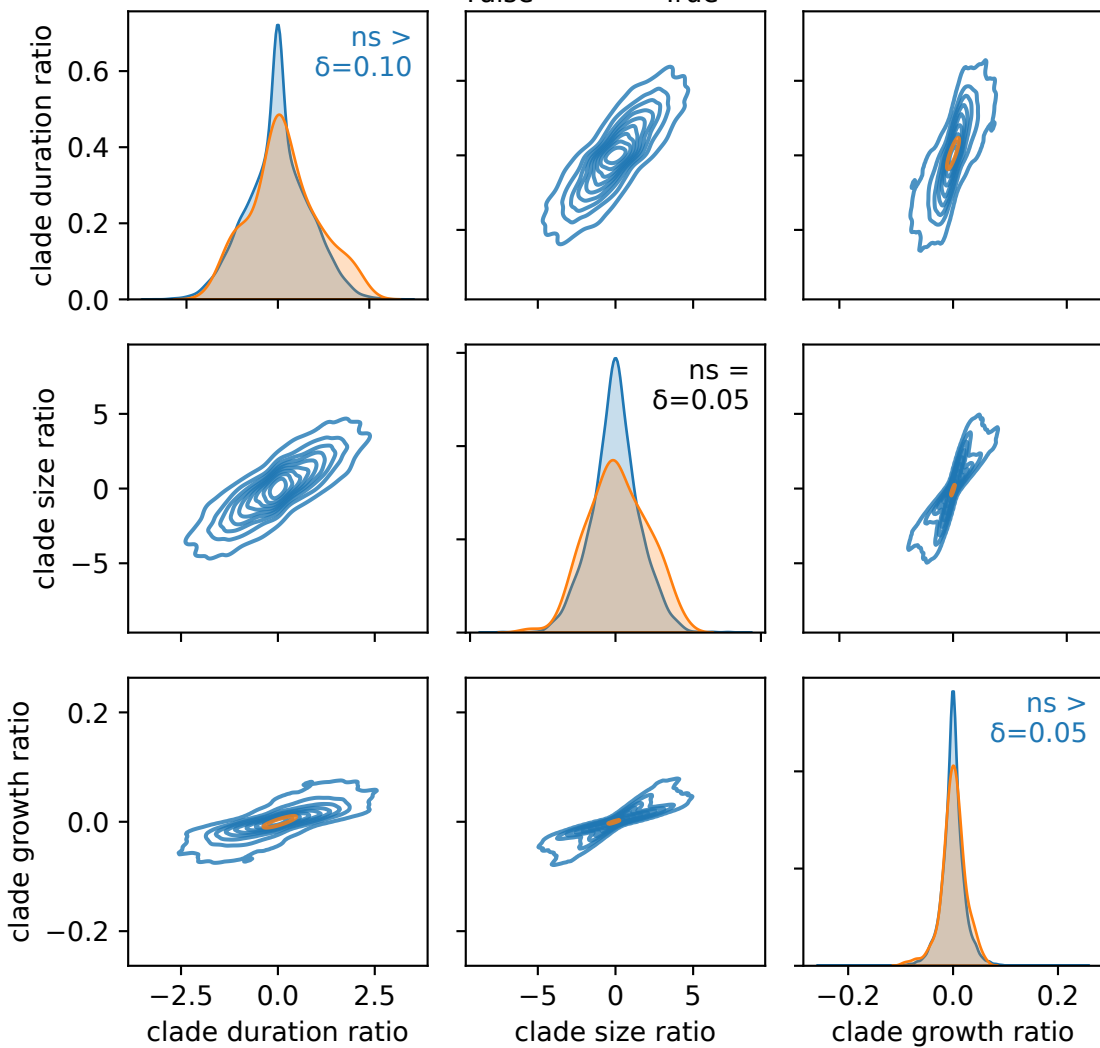 clade duration ratio
0.6
0.4
0.2
0.0
ns >
δ=0.10
clade size ratio
5
0
−5
ns =
δ=0.05
clade growth ratio
0.2
0.0
−0.2
ns >
δ=0.05
−2.5 0.0 2.5
clade duration ratio
−5 0 5
clade size ratio
−0.2 0.0 0.2
clade growth ratio